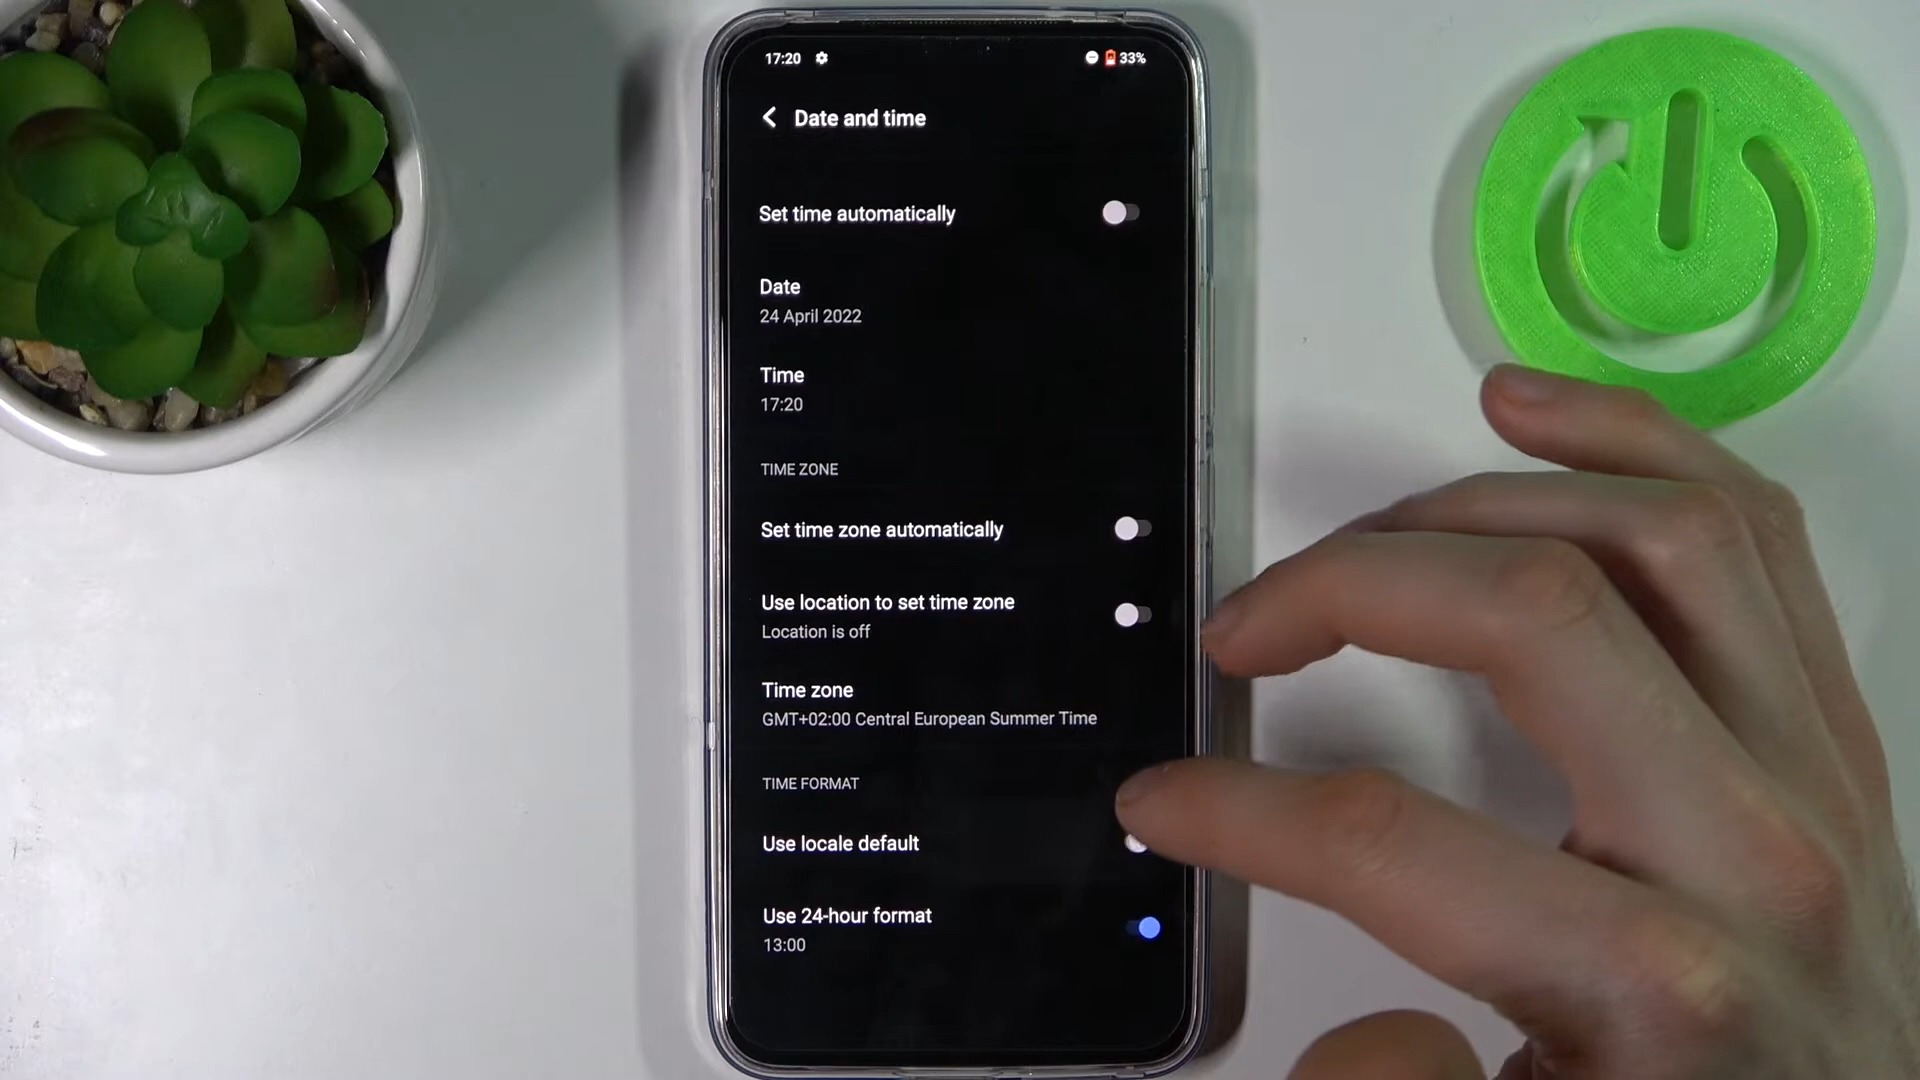 17:20
33%
Date and time
Set time automatically
Date
24 April 2022
Time
17:20
TIME ZONE
Set time zone automatically
Use location to set time zone
Location is off
Time zone
GMT+02:00 Central European Summer Time
TIME FORMAT
Use locale default
Use 24-hour format
13:00